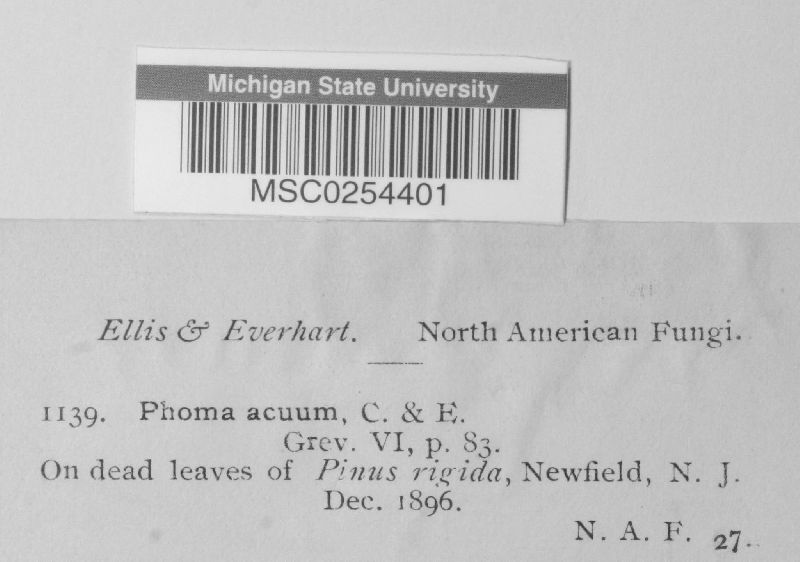 Michigan State University
MSC0254401
Ellis & Everhart. North American Fungi.
1139. Phoma acuum, C. & E.
Grev. VI, p. 83.
On dead leaves of Pinus rigida, Newfield, N. J.
Dec. 1896.
N. A. F. 27.